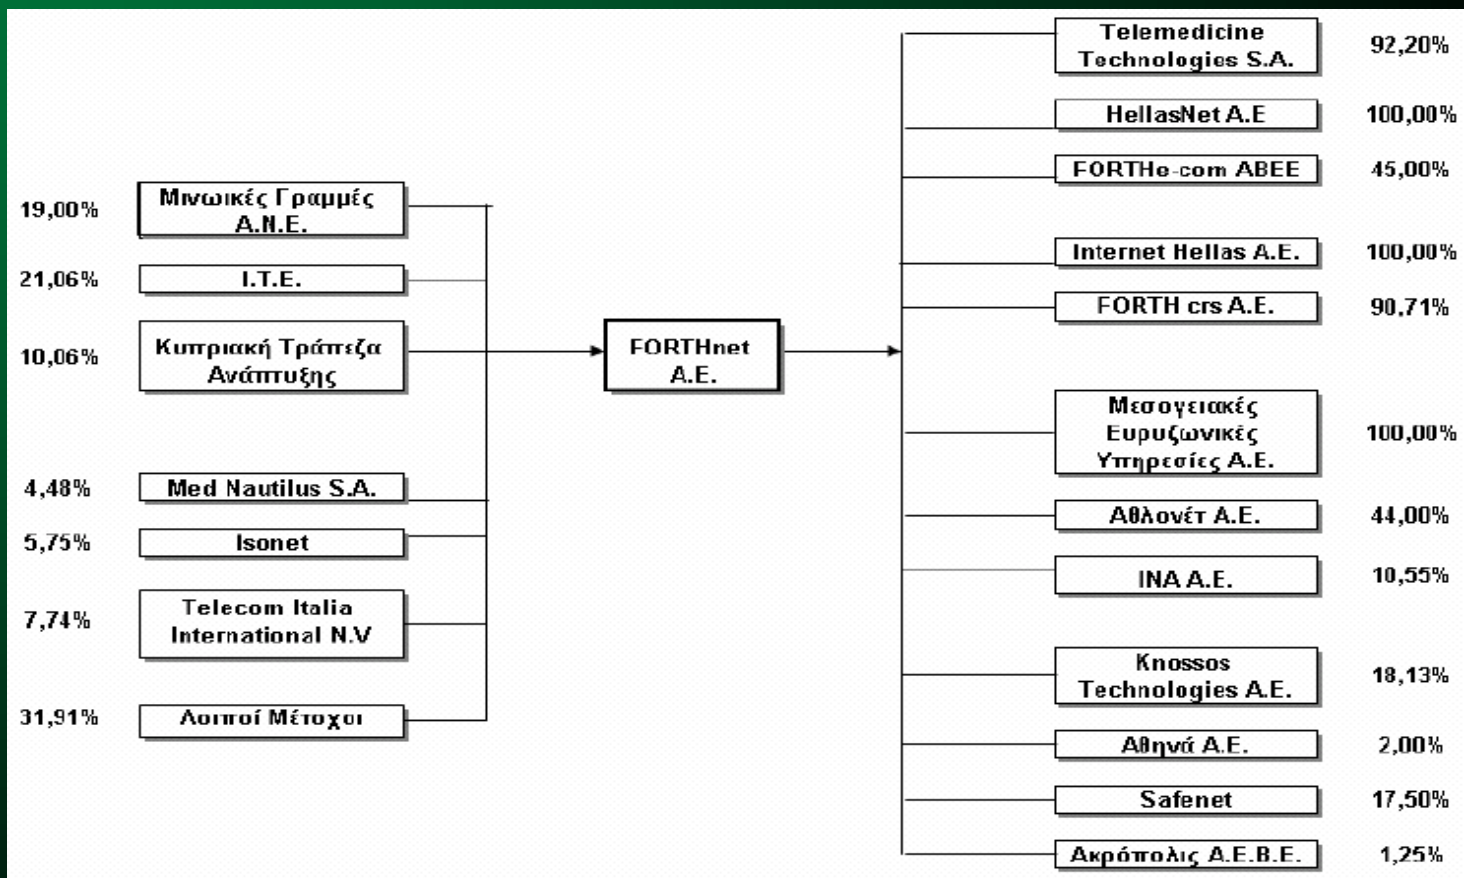 19,00%
Μινωικές Γραμμές
Α.Ν.Ε.
21,06%
Ι.Τ.Ε.
10,06%
Κυπριακή Τράπεζα
Ανάπτυξης
4,48%
Med Nautilus S.A.
5,75%
Isonet
7,74%
Telecom Italia
International N.V
31,91%
Λοιποί Μέτοχοι
FORTHnet
Α.Ε.
Telemedicine
Technologies S.A.
92,20%
HellasNet Α.Ε
100,00%
FORTHe-com ΑΒΕΕ
45,00%
Internet Hellas Α.Ε.
100,00%
FORTH crs Α.Ε.
90,71%
Μεσογειακές
Ευρυζωνικές
Υπηρεσίες Α.Ε.
100,00%
Αθλονέτ Α.Ε.
44,00%
ΙΝΑ Α.Ε.
10,55%
Knossos
Technologies Α.Ε.
18,13%
Αθηνά Α.Ε.
2,00%
Safenet
17,50%
Ακρόπολις Α.Ε.Β.Ε.
1,25%